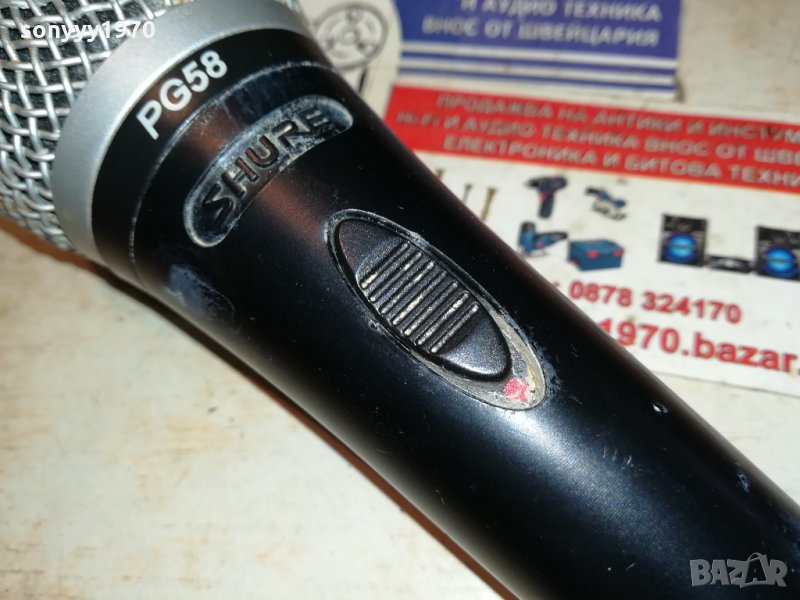 sonyyy1970
И АУДИО ТЕХНИКА
ВНОС ОТ ШВЕЙЦАРИЯ
PG58
SHURE
ПРОДАЖБА НА АНТИКИ И ИНСТУМ
Hi-Fi И АУДИО ТЕХНИКА ВНОС ОТ ШВЕ
ЕЛЕКТРОНИКА И БИТОВА ТЕХНИ
0878 324170
1970.bazar.
BAZAR